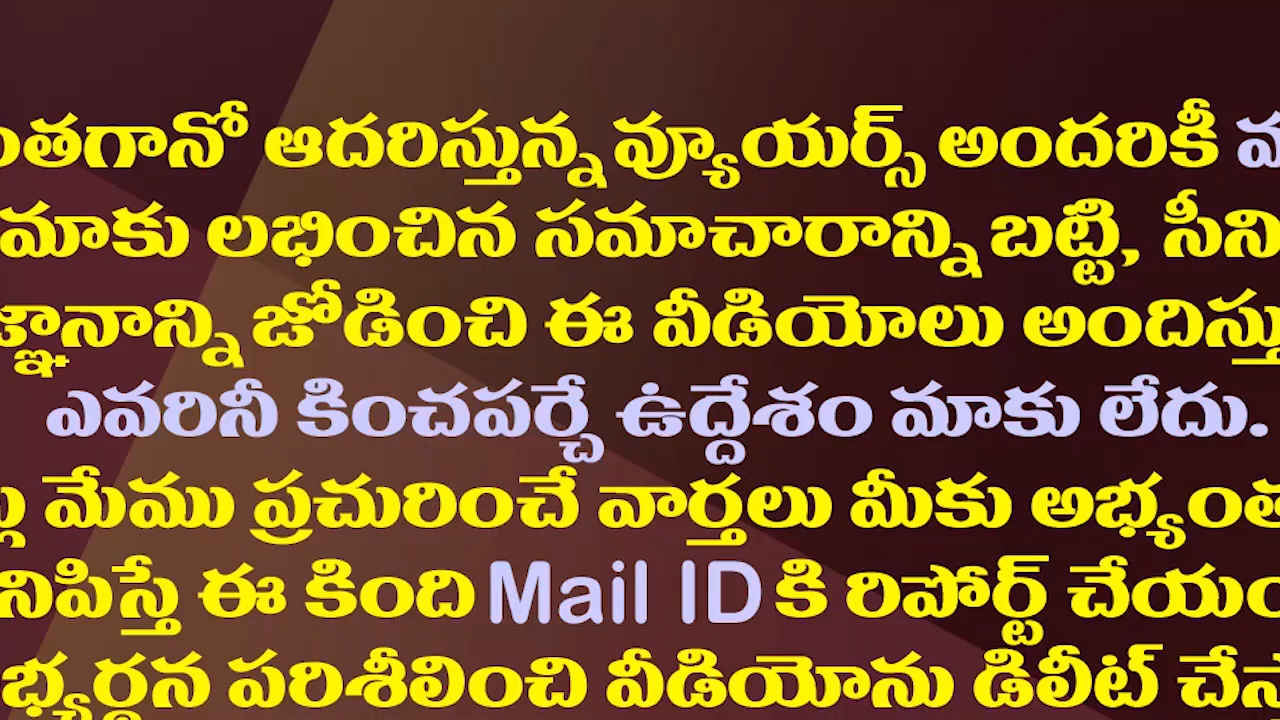 ఆదరిస్తున్న వ్యూయర్స్ అందరికీ
మాకు లభించిన సమాచారాన్ని బట్టి, సీని
జోడించి ఈ వీడియోలు
ఎవరినీ కించపర్చే ఉద్దేశం మాకు లేదు.
మేము ప్రచురించే వార్తలు మీకు
ఈ కింది Mail ID కి రిపోర్ట్
పరిశీలించి వీడియోను డిలీట్